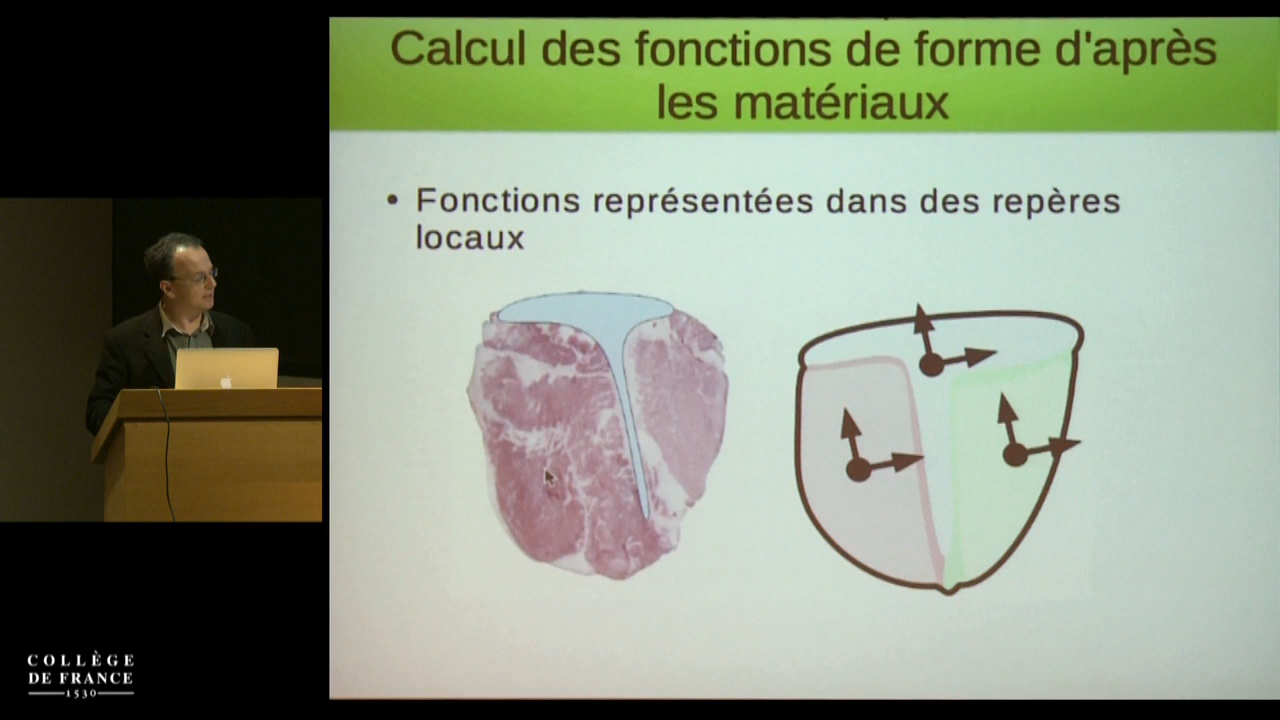 Calcul des fonctions de forme d'après
les matériaux
• Fonctions représentées dans des repères
locaux
COLLÈGE
DE FRANCE
1530